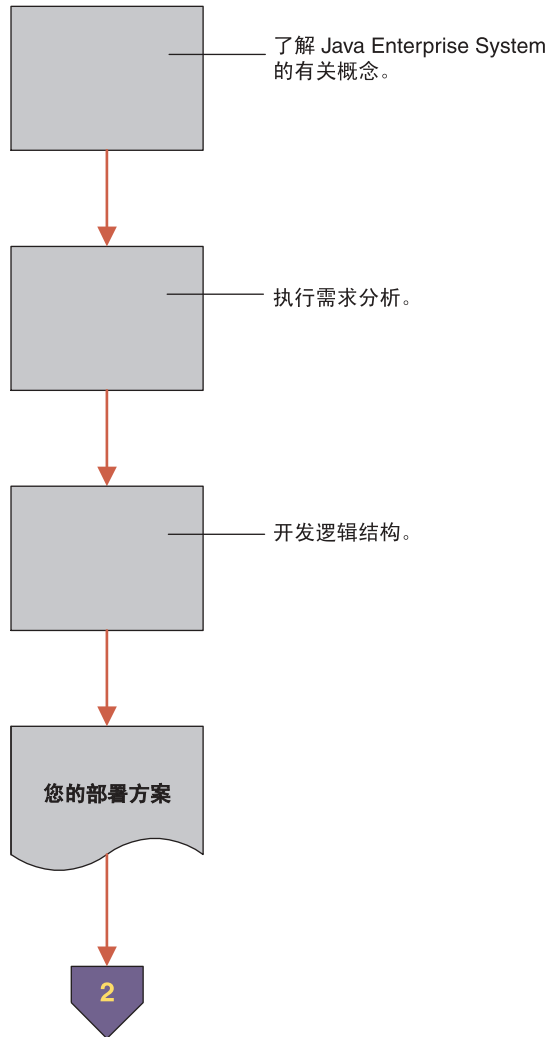 了解 Java Enterprise System
的有关概念。
执行需求分析。
开发逻辑结构。
您的部署方案
2